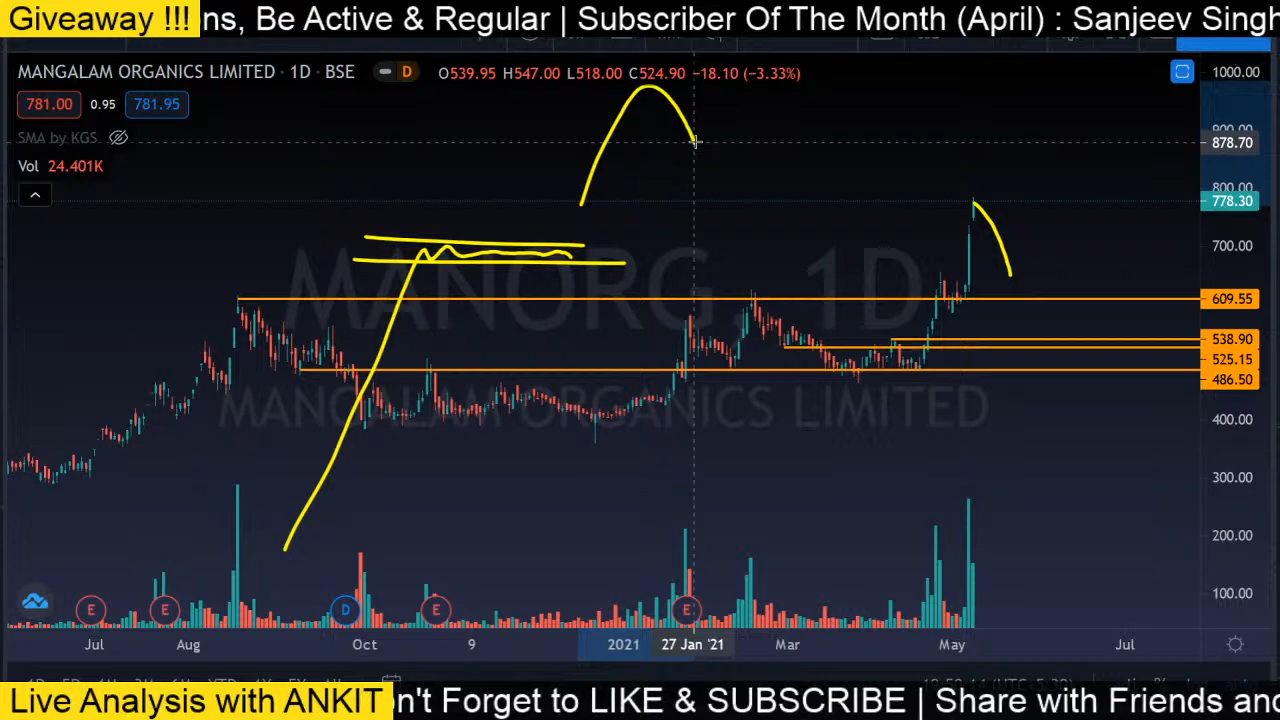 Giveaway !!! ns, Be Active & Regular | Subscriber Of The Month (April) : Sanjeev Singh
MANGALAM ORGANICS LIMITED · 1D · BSE D O539.95 H547.00 L518.00 C524.90 −18.10 (−3.33%)
1000.00
781.00 0.95 781.95
900.00
SMA by KGS
878.70
Vol 24.401K
800.00
778.30
700.00
MANORG, 1D
609.55
538.90
525.15
486.50
MANGALAM ORGANICS LIMITED
400.00
300.00
200.00
100.00
E E D E E
Jul Aug Oct 9 2021 27 Jan '21 Mar May Jul
Live Analysis with ANKIT on't Forget to LIKE & SUBSCRIBE | Share with Friends and